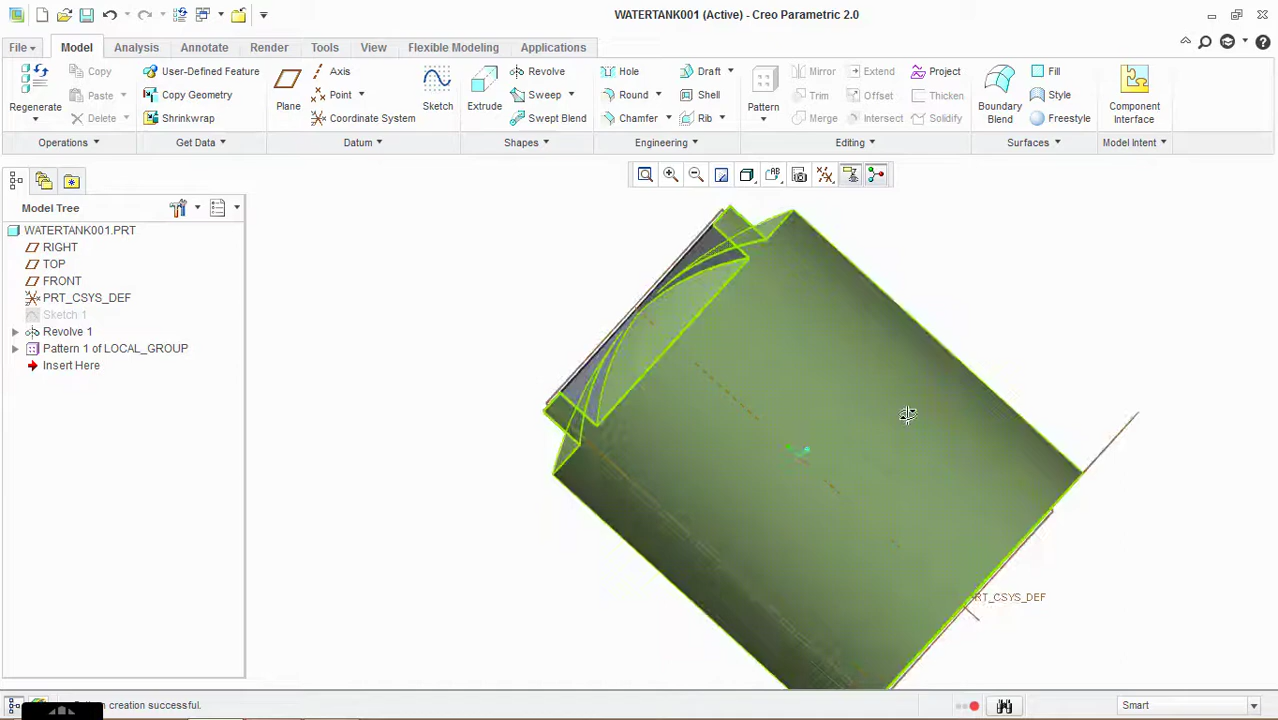 WATERTANK001 (Active) - Creo Parametric 2.0
File Model Analysis Annotate Render Tools View Flexible Modeling Applications
Regenerate
Copy
Paste
Delete
Operations
User-Defined Feature
Copy Geometry
Shrinkwrap
Get Data
Plane
Axis
Point
Coordinate System
Datum
Sketch
Extrude
Revolve
Sweep
Swept Blend
Shapes
Hole
Round
Chamfer
Draft
Shell
Rib
Engineering
Pattern
Mirror
Trim
Merge
Extend
Offset
Intersect
Project
Thicken
Solidify
Editing
Boundary
Blend
Fill
Style
Freestyle
Surfaces
Component
Interface
Model Intent
Model Tree
WATERTANK001.PRT
RIGHT
TOP
FRONT
PRT_CSYS_DEF
Sketch 1
Revolve 1
Pattern 1 of LOCAL_GROUP
Insert Here
RT_CSYS_DEF
creation successful.
Smart